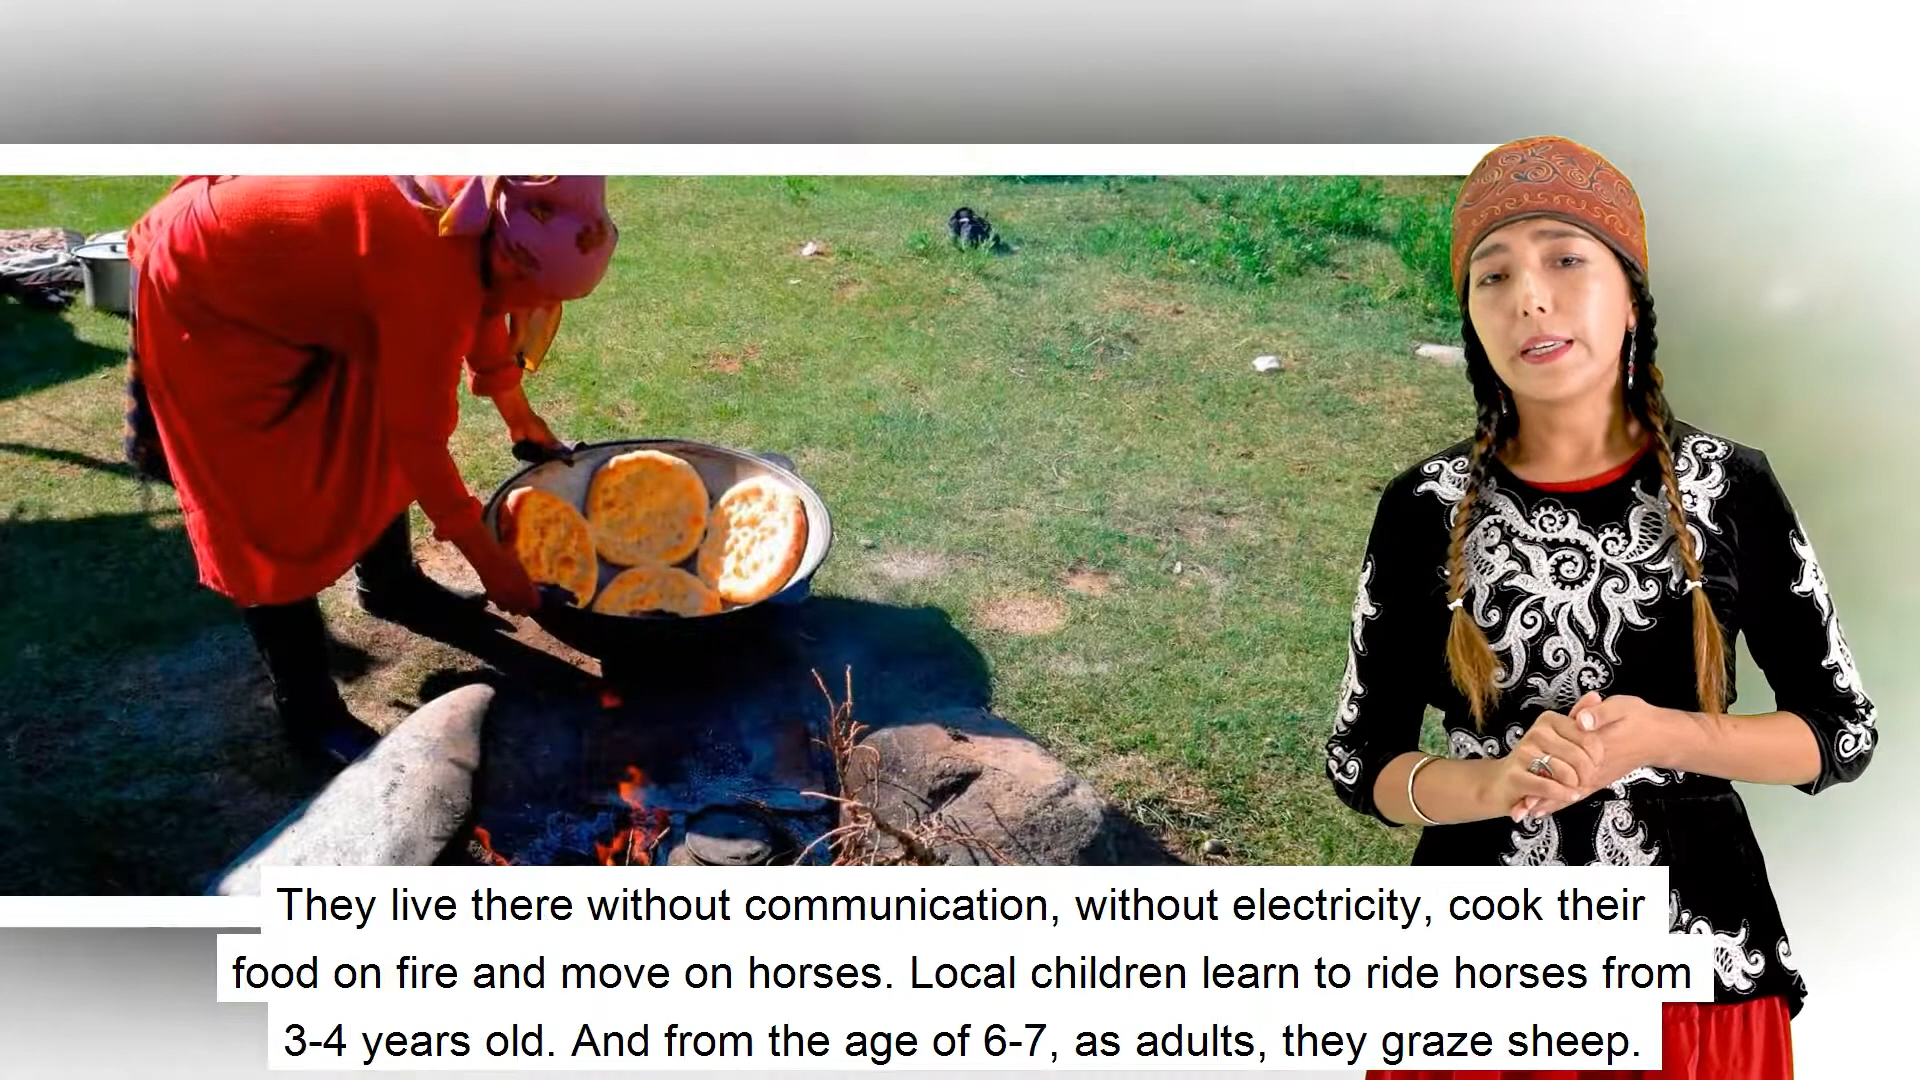 They live there without communication, without electricity, cook their
food on fire and move on horses. Local children learn to ride horses from
3-4 years old. And from the age of 6-7, as adults, they graze sheep.